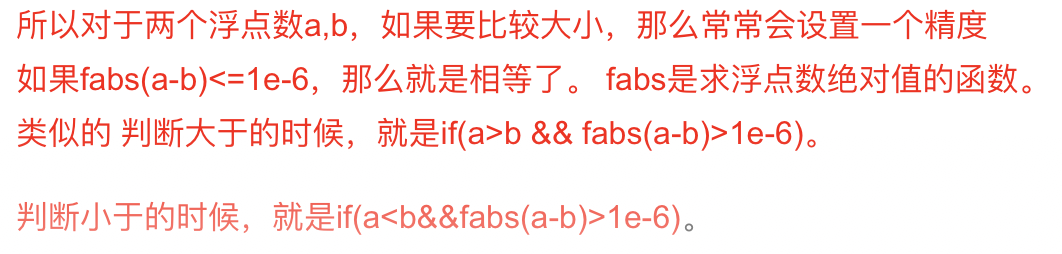 所以对于两个浮点数a,b，如果要比较大小，那么常常会设置一个精度
如果fabs(a-b)<=1e-6，那么就是相等了。 fabs是求浮点数绝对值的函数。
类似的 判断大于的时候，就是if(a>b && fabs(a-b)>1e-6)。
判断小于的时候，就是if(a<b&&fabs(a-b)>1e-6)。